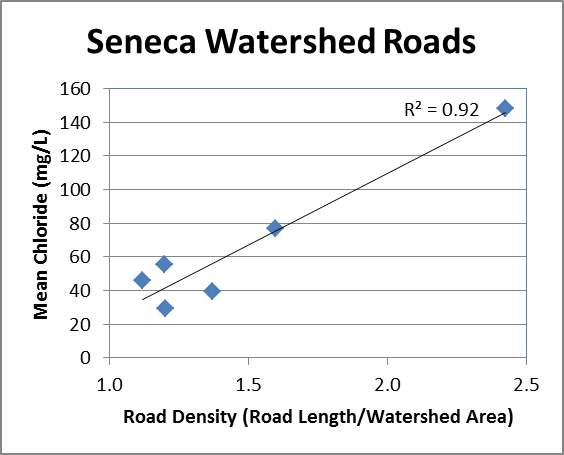 Seneca Watershed Roads
R² = 0.92
160
140
120
100
80
60
40
20
0
Mean Chloride (mg/L)
1.0 1.5 2.0 2.5
Road Density (Road Length/Watershed Area)